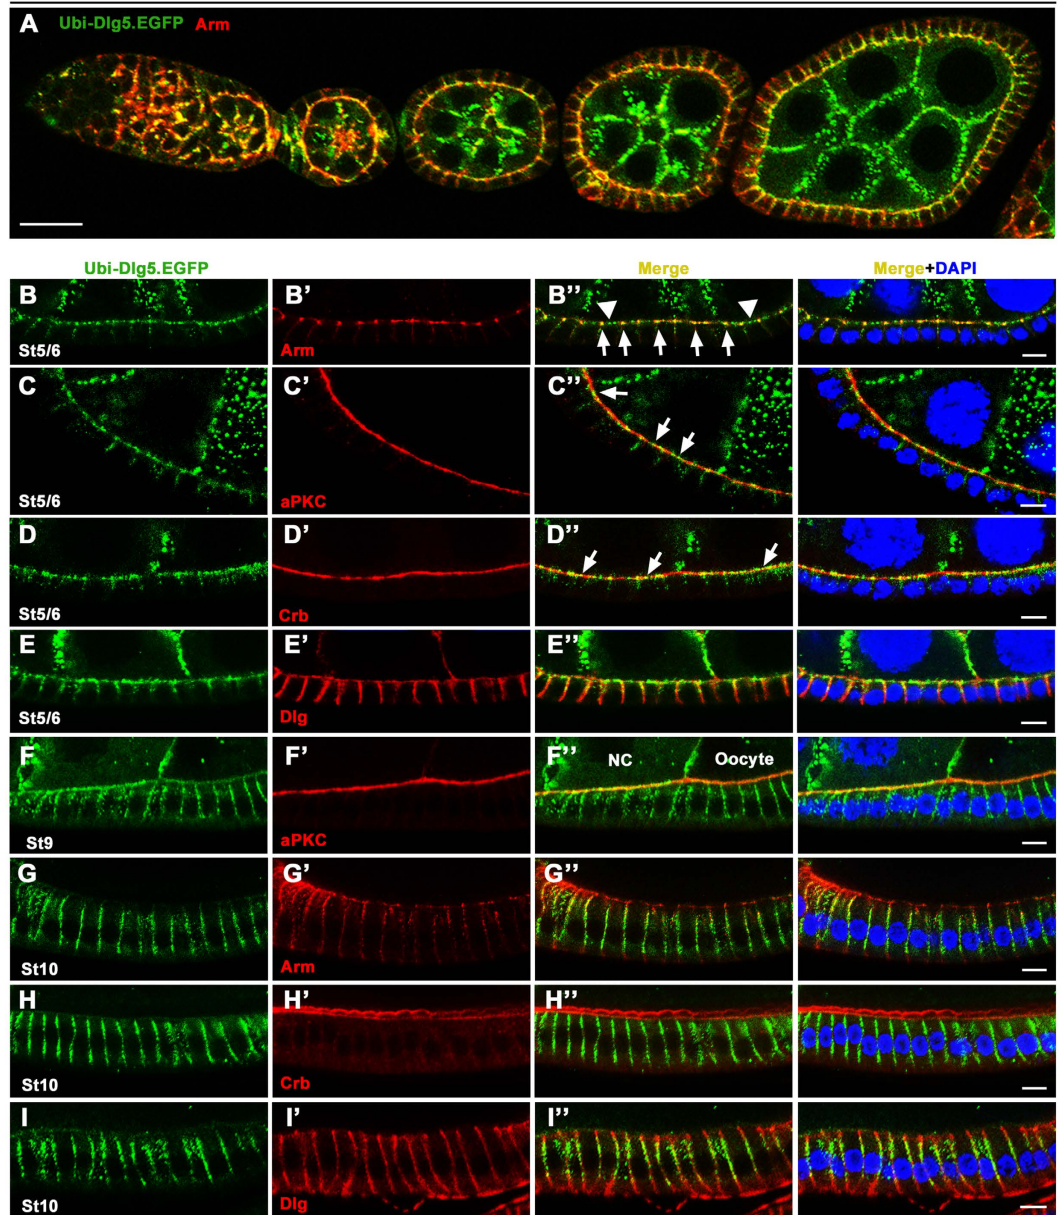 A Ubi-Dlg5.EGFP Arm
Ubi-Dlg5.EGFP Merge Merge+DAPI
B B’ B’’
St5/6 Arm
C C’ C’’
St5/6 aPKC
D D’ D’’
St5/6 Crb
E E’ E’’
St5/6 Dlg
F F’ F’’ NC Oocyte
St9 aPKC
G G’ G’’
St10 Arm
H H’ H’’
St10 Crb
I I’ I’’
St10 Dlg